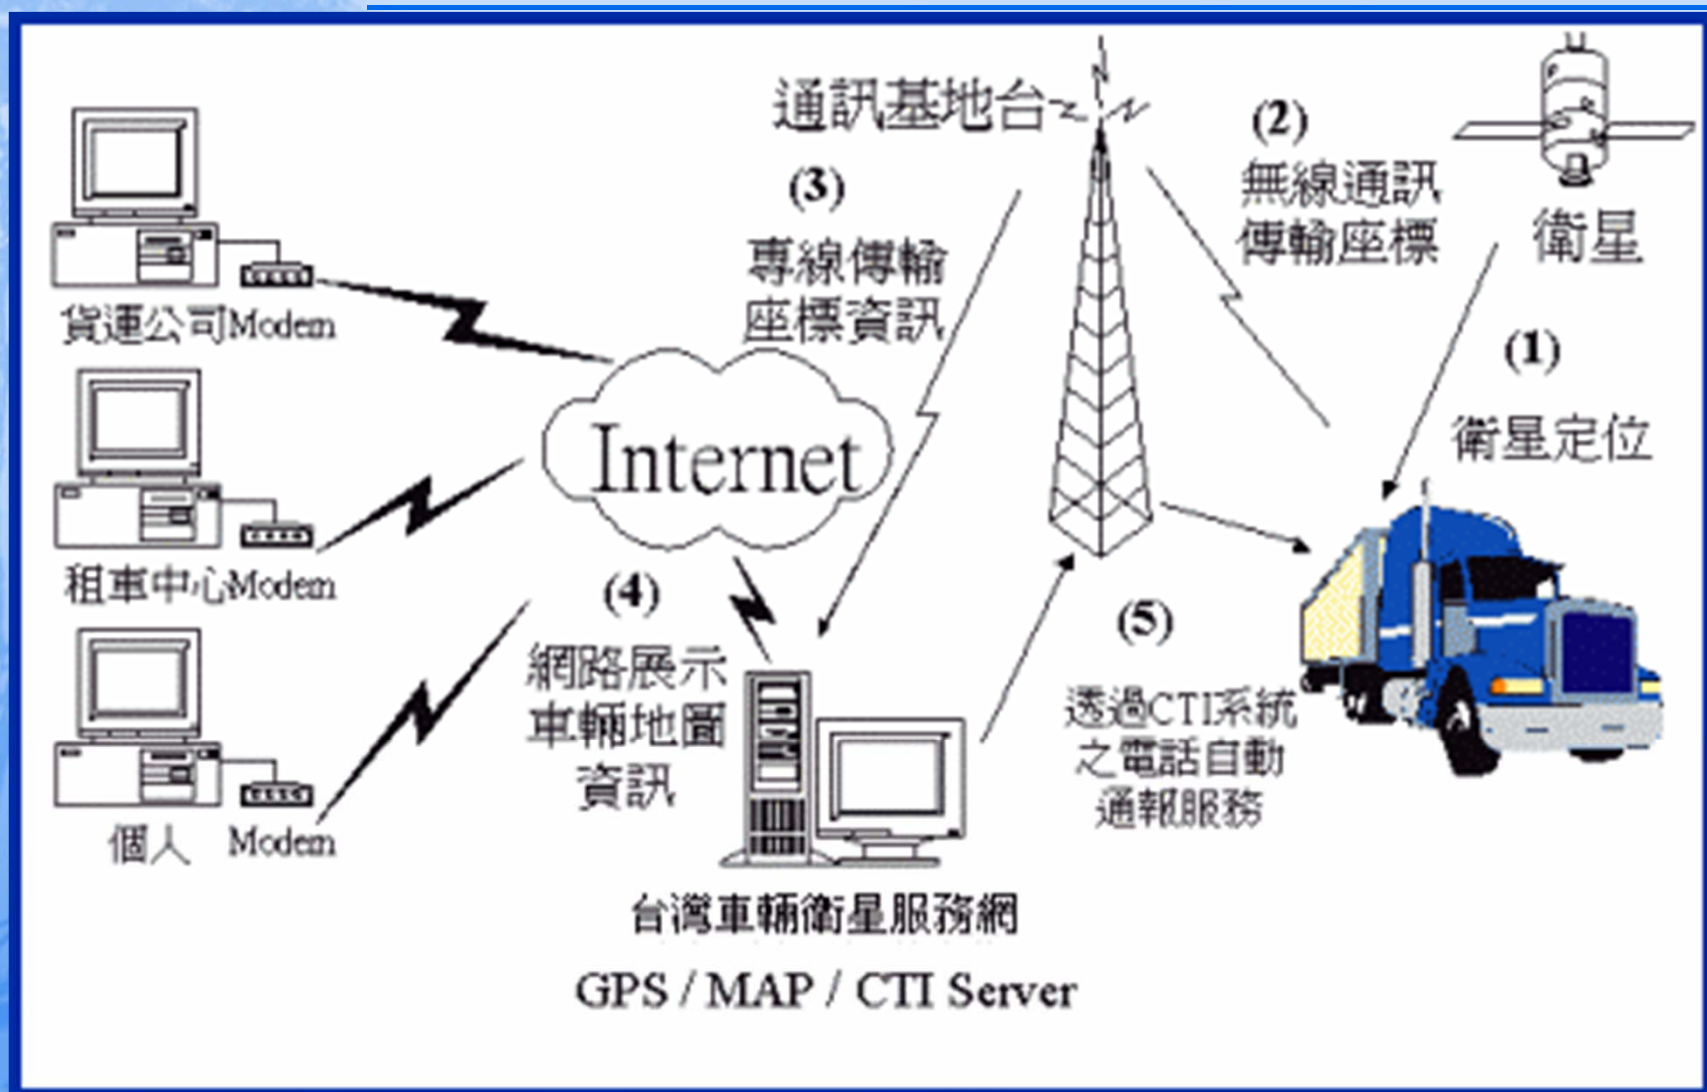 通訊基地台
(2)
無線通訊
傳輸座標
衛星
(3)
專線傳輸
座標資訊
(1)
衛星定位
貨運公司Modem
Internet
租車中心Modem
(4)
網路展示
車輛地圖
資訊
(5)
透過CTI系統
之電話自動
通報服務
個人 Modem
台灣車輛衛星服務網
GPS / MAP / CTI Server